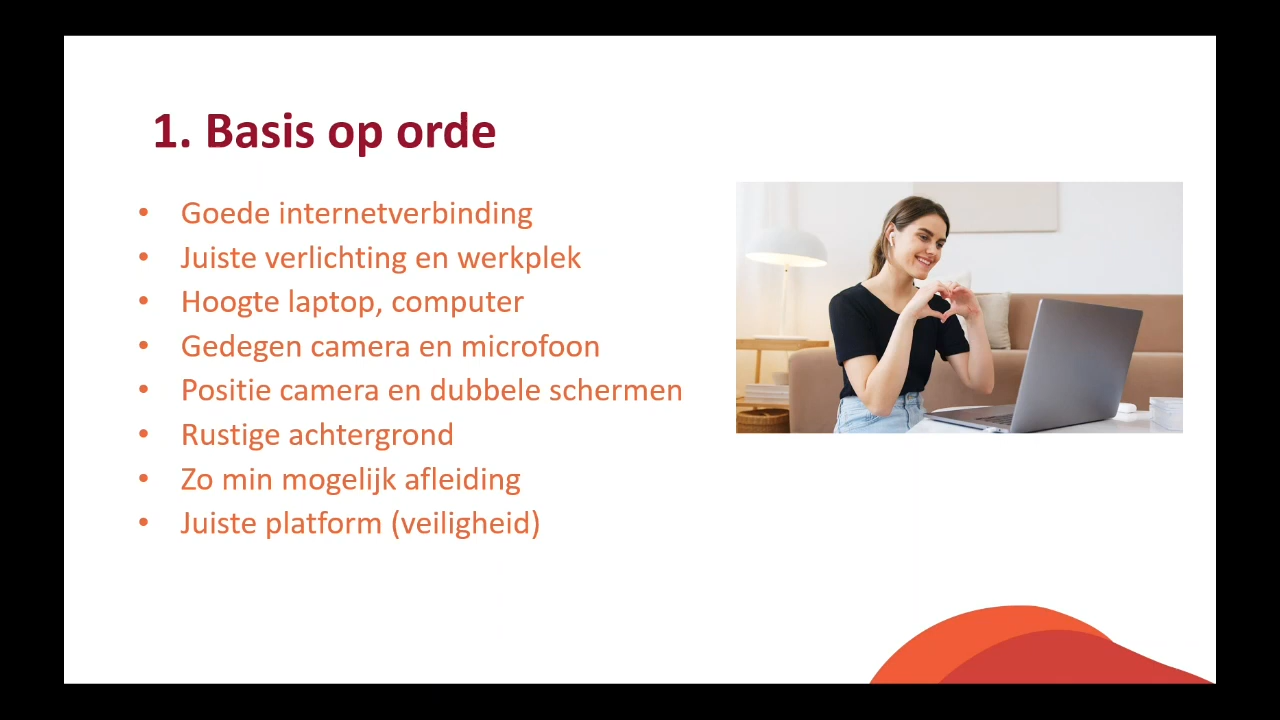 1. Basis op orde
• Goede internetverbinding
• Juiste verlichting en werkplek
• Hoogte laptop, computer
• Gedegen camera en microfoon
• Positie camera en dubbele schermen
• Rustige achtergrond
• Zo min mogelijk afleiding
• Juiste platform (veiligheid)